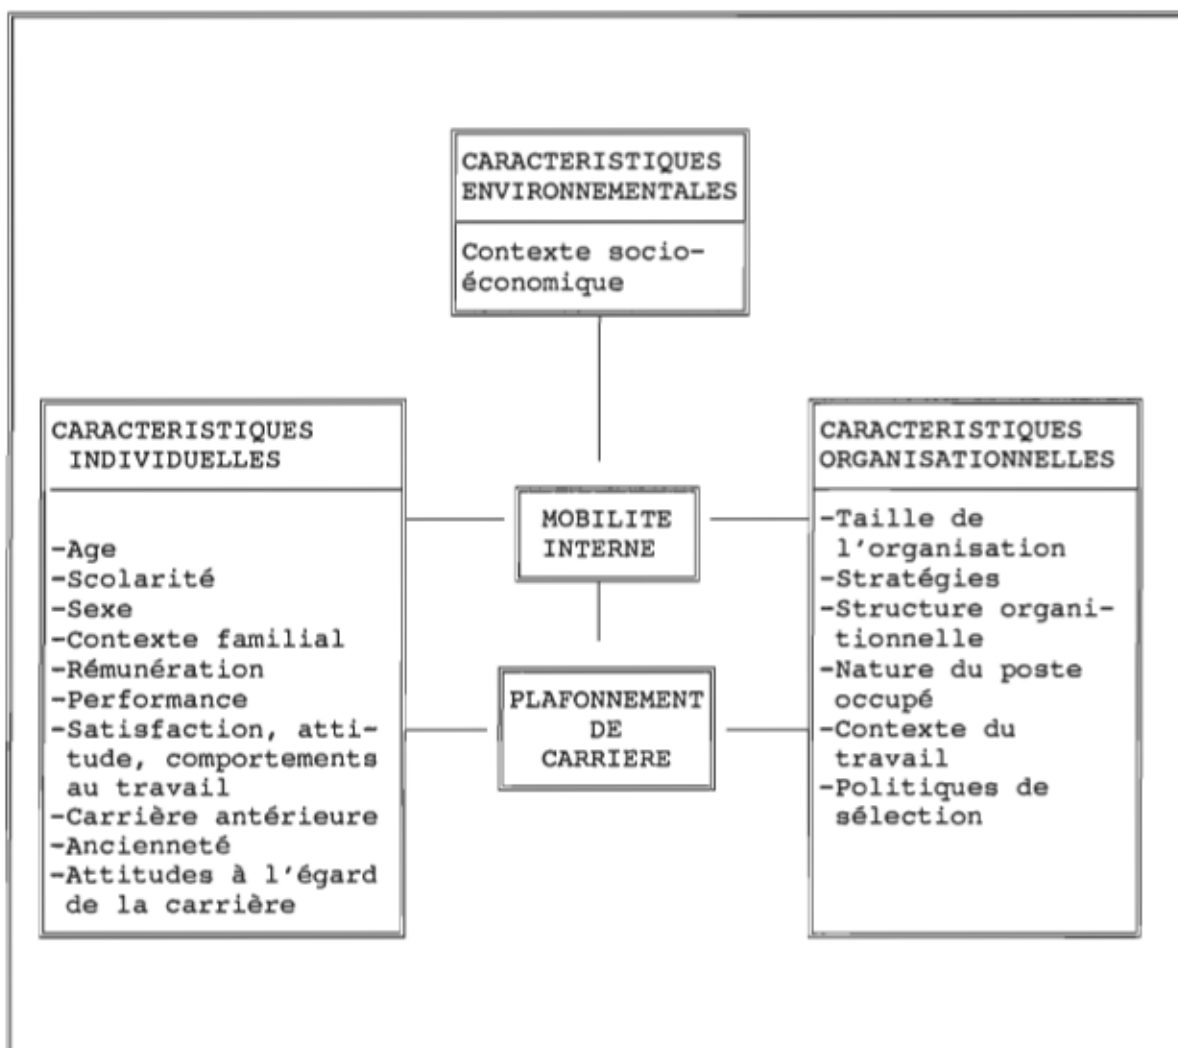 CARACTERISTIQUES
ENVIRONNEMENTALES
Contexte socio-
économique
CARACTERISTIQUES
INDIVIDUELLES
-Age
-Scolarité
-Sexe
-Contexte familial
-Rémunération
-Performance
-Satisfaction, atti-
tude, comportements
au travail
-Carrière antérieure
-Ancienneté
-Attitudes à l'égard
de la carrière
MOBILITE
INTERNE
PLAFONNEMENT
DE
CARRIERE
CARACTERISTIQUES
ORGANISATIONNELLES
-Taille de
l'organisation
-Stratégies
-Structure organi-
tionnelle
-Nature du poste
occupé
-Contexte du
travail
-Politiques de
sélection